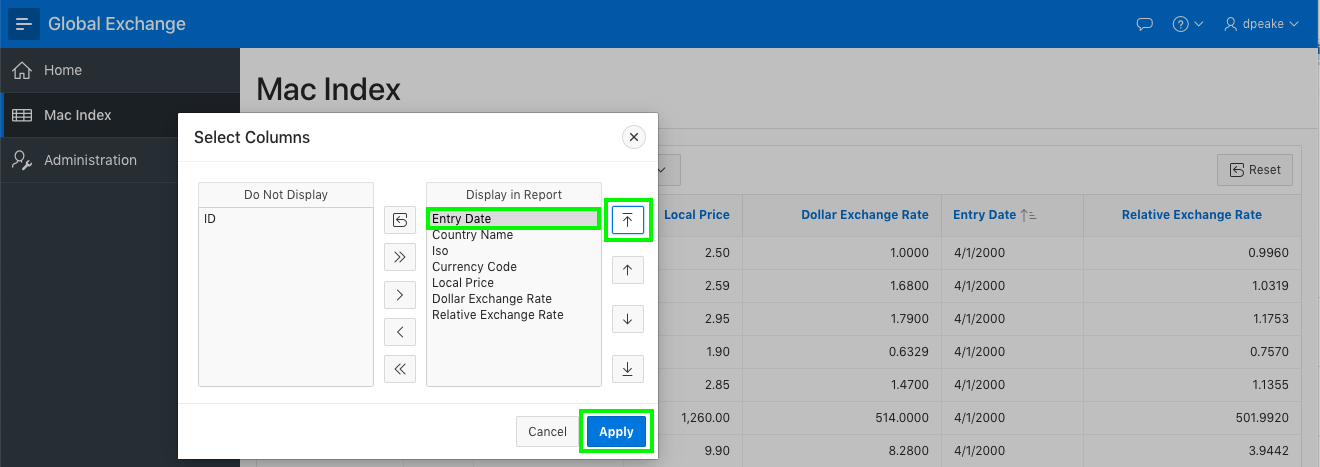 Global Exchange
dpeake
Home
Mac Index
Administration
Mac Index
Select Columns
Do Not Display
ID
Display in Report
Entry Date
Country Name
Iso
Currency Code
Local Price
Dollar Exchange Rate
Relative Exchange Rate
Cancel
Apply
Reset
Local Price Dollar Exchange Rate Entry Date Relative Exchange Rate
2.50 1.0000 4/1/2000 0.9960
2.59 1.6800 4/1/2000 1.0319
2.95 1.7900 4/1/2000 1.1753
1.90 0.6329 4/1/2000 0.7570
2.85 1.4700 4/1/2000 1.1355
1,260.00 514.0000 4/1/2000 501.9920
9.90 8.2800 4/1/2000 3.9442